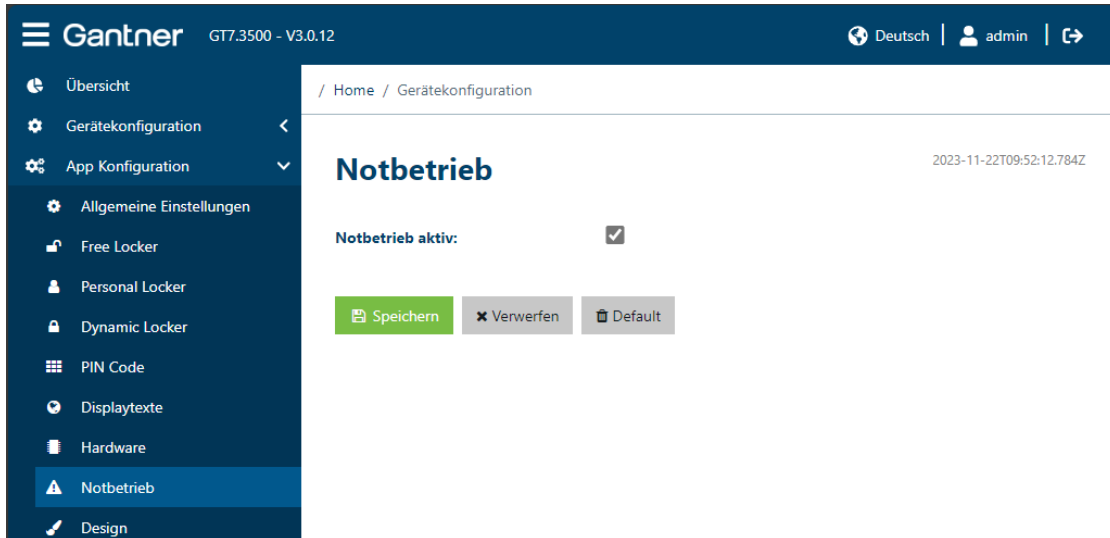 Gantner GT7.3500 - V3.0.12 Deutsch admin
Übersicht
Gerätekonfiguration
App Konfiguration
Allgemeine Einstellungen
Free Locker
Personal Locker
Dynamic Locker
PIN Code
Displaytexte
Hardware
Notbetrieb
Design
/ Home / Gerätekonfiguration
Notbetrieb
2023-11-22T09:52:12.784Z
Notbetrieb aktiv:
Speichern Verwerfen Default